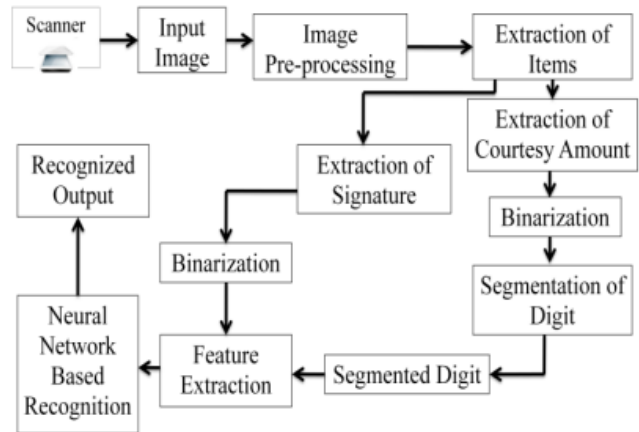 Scanner
Input
Image
Image
Pre-processing
Extraction of
Items
Extraction of
Courtesy Amount
Extraction of
Signature
Recognized
Output
Binarization
Binarization
Segmentation of
Digit
Neural
Network
Based
Recognition
Feature
Extraction
Segmented Digit